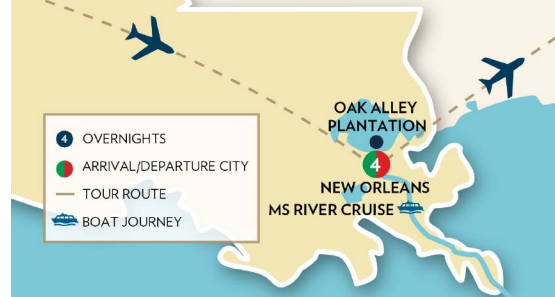 OAK ALLEY
PLANTATION
4
NEW ORLEANS
MS RIVER CRUISE
4 OVERNIGHTS
ARRIVAL/DEPARTURE CITY
TOUR ROUTE
BOAT JOURNEY